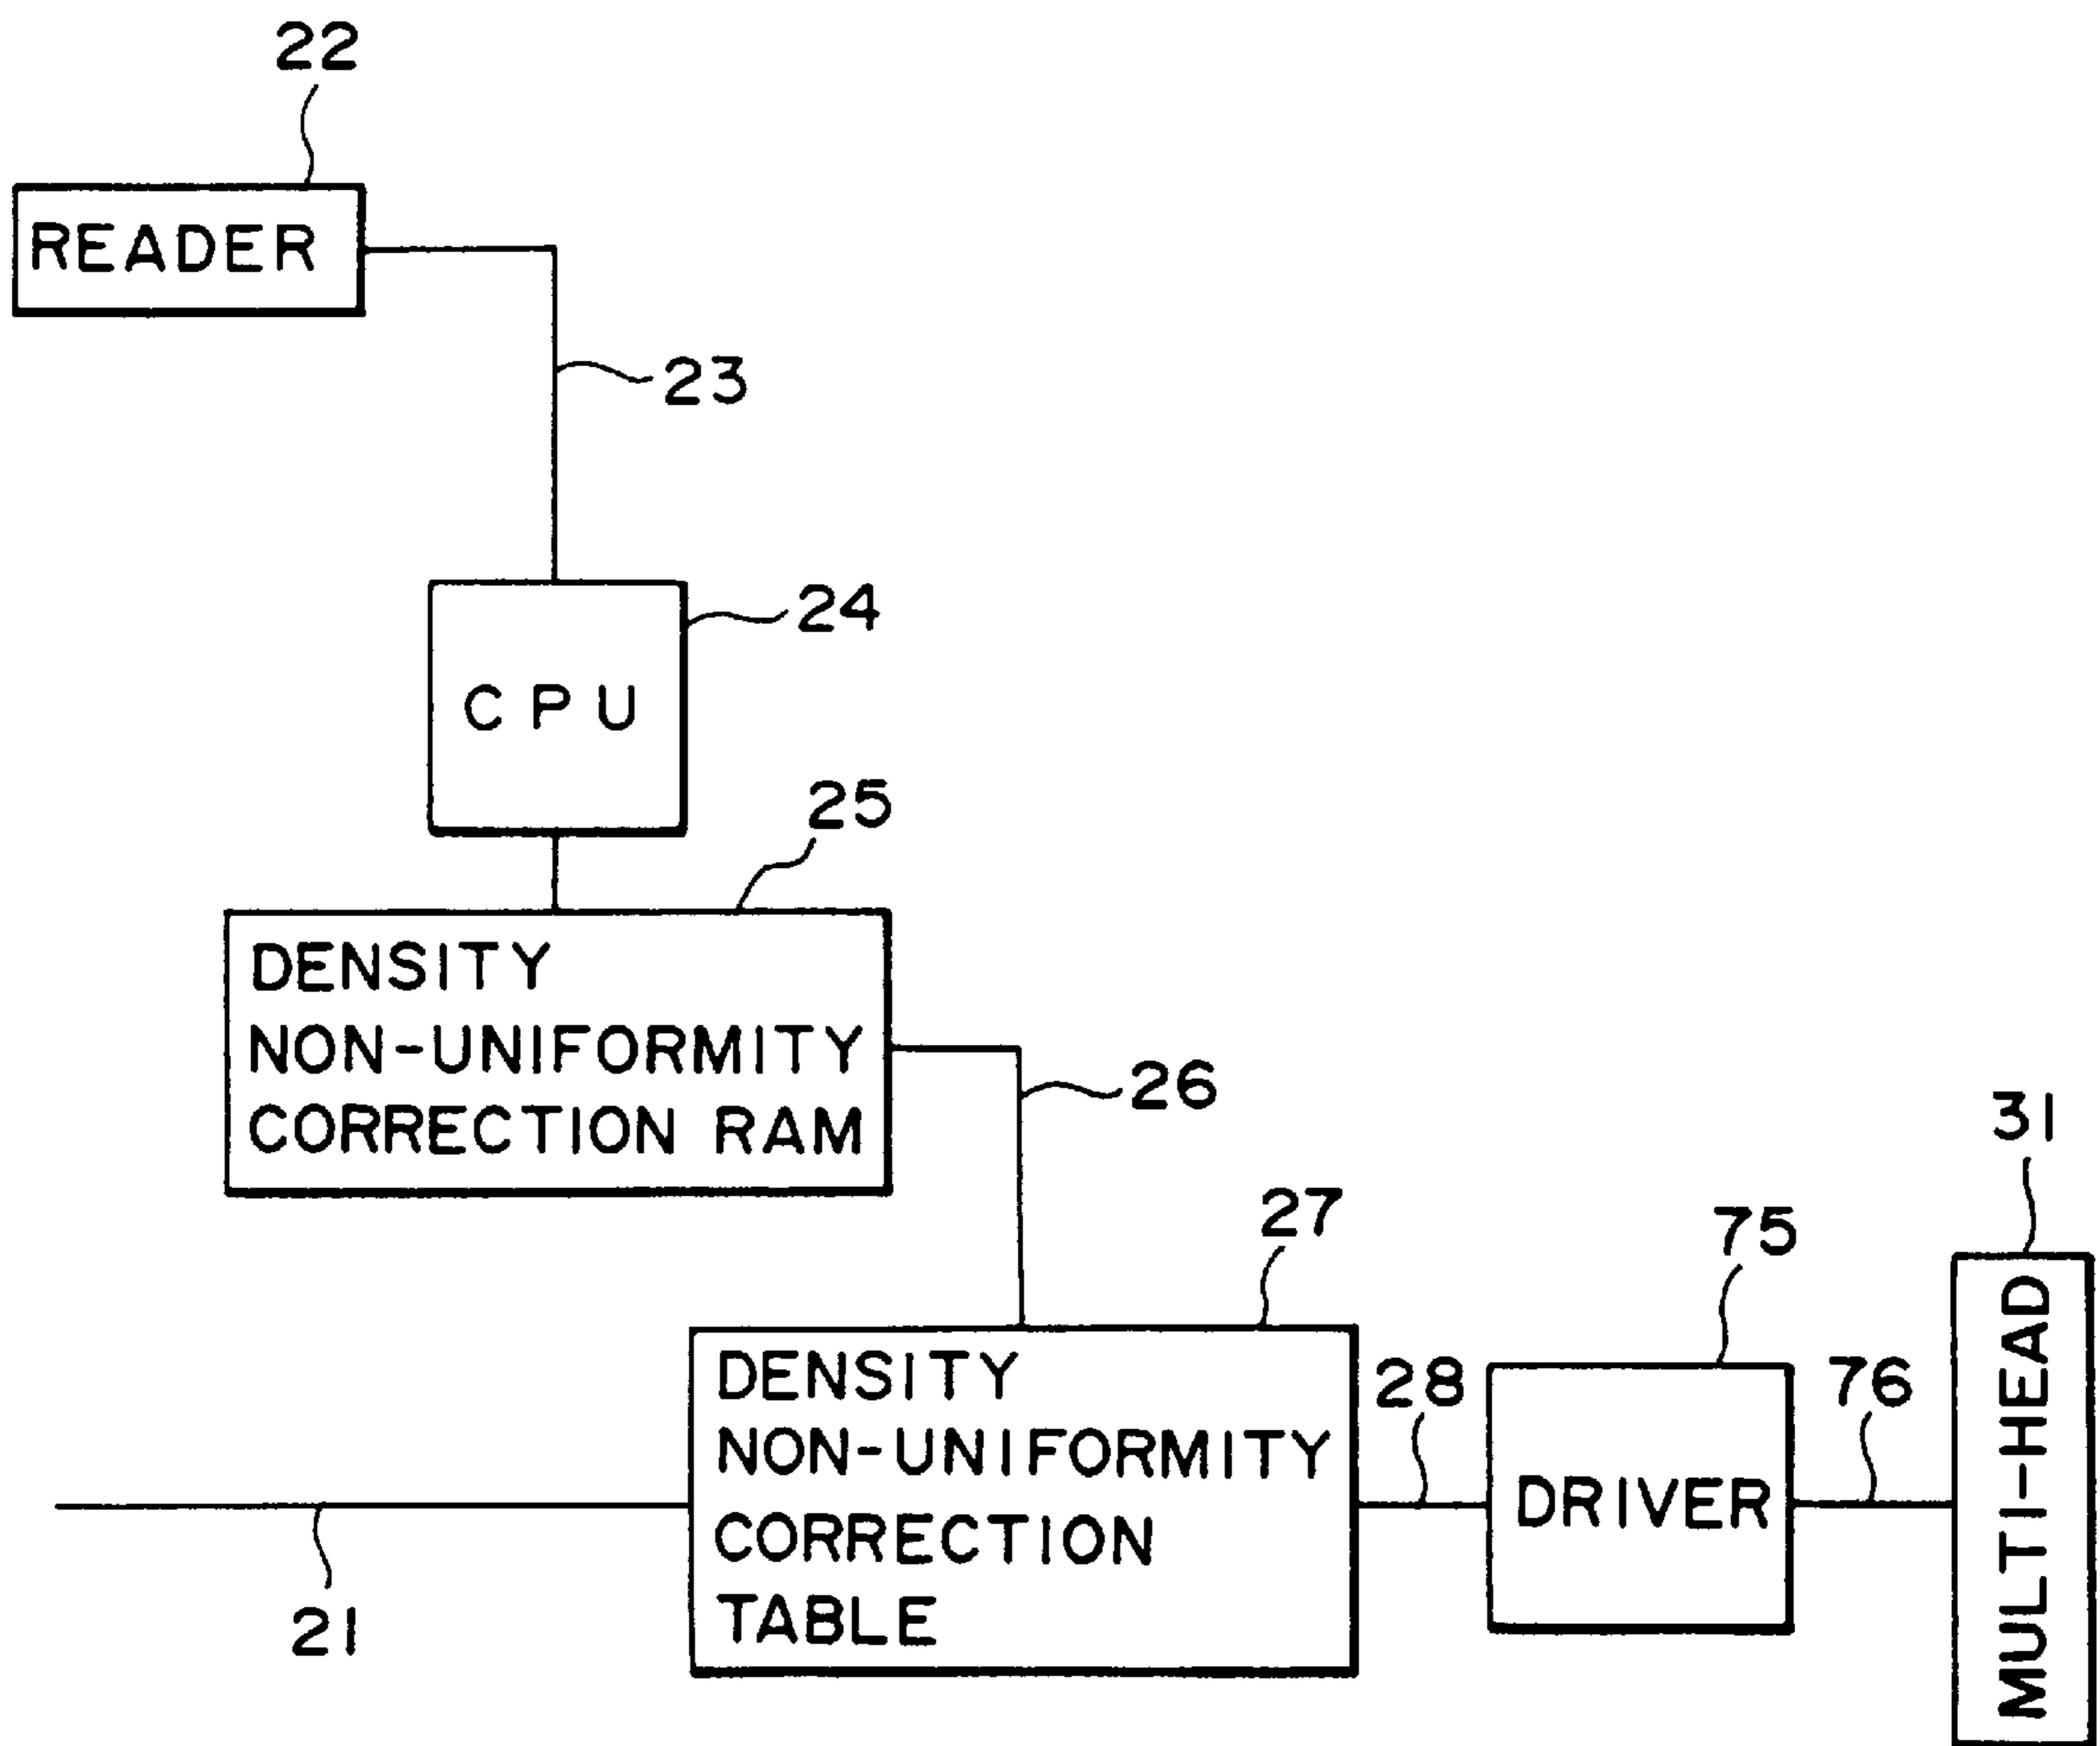 22
READER
23
24
CPU
25
DENSITY
NON-UNIFORMITY
CORRECTION RAM
26
31
27
75
DENSITY
NON-UNIFORMITY
CORRECTION
TABLE
28
DRIVER
76
MULTI-HEAD
21